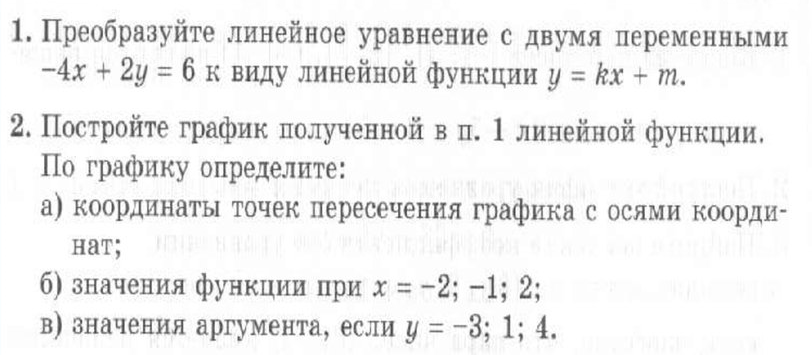 1. Преобразуйте линейное уравнение с двумя переменными
−4x + 2y = 6 к виду линейной функции y = kx + m.
2. Постройте график полученной в п. 1 линейной функции.
По графику определите:
а) координаты точек пересечения графика с осями коорди-
нат;
б) значения функции при x = −2; −1; 2;
в) значения аргумента, если y = −3; 1; 4.